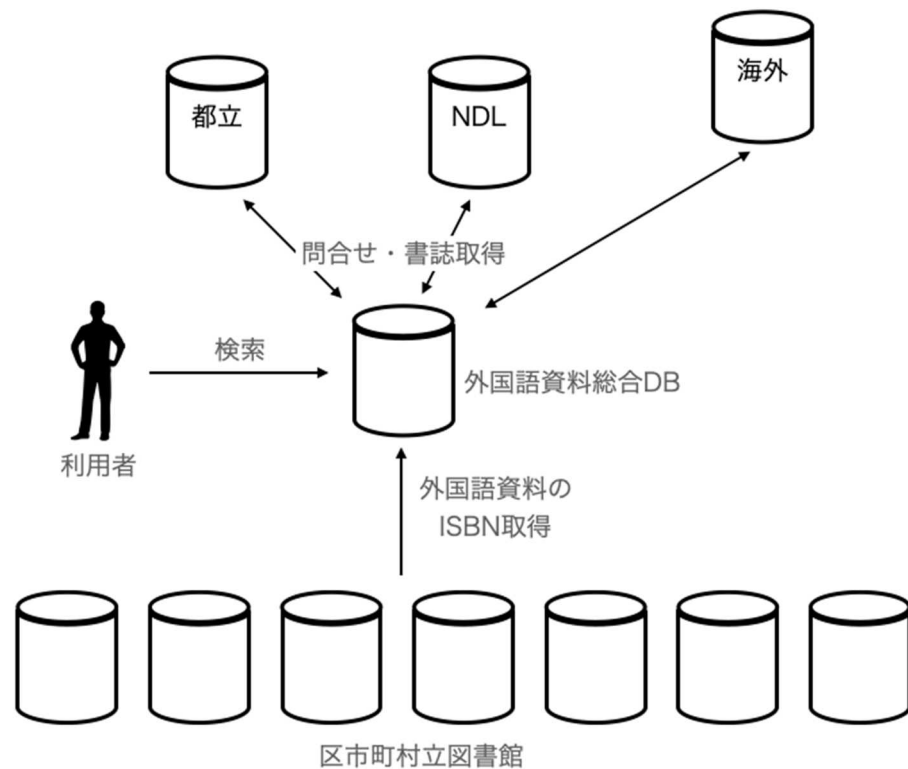 都立
NDL
海外
問合せ・書誌取得
検索
外国語資料総合DB
利用者
外国語資料の
ISBN取得
区市町村立図書館